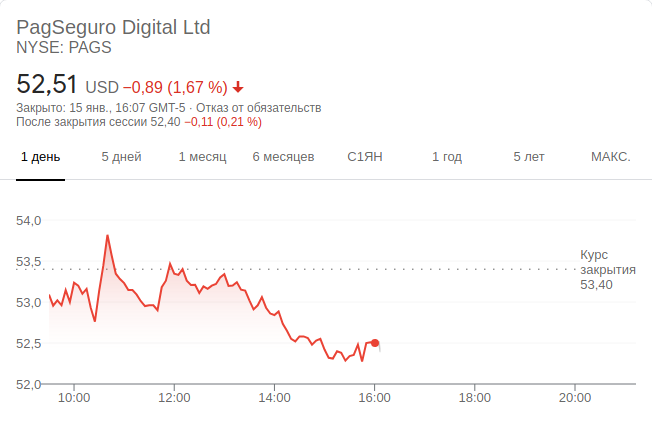 PagSeguro Digital Ltd
NYSE: PAGS
52,51 USD −0,89 (1,67 %)
Закрыто: 15 янв., 16:07 GMT-5 · Отказ от обязательств
После закрытия сессии 52,40 −0,11 (0,21 %)
1 день 5 дней 1 месяц 6 месяцев С1ЯН 1 год 5 лет МАКС.
54,0
53,5
53,0
52,5
52,0
Курс
закрытия
53,40
10:00 12:00 14:00 16:00 18:00 20:00